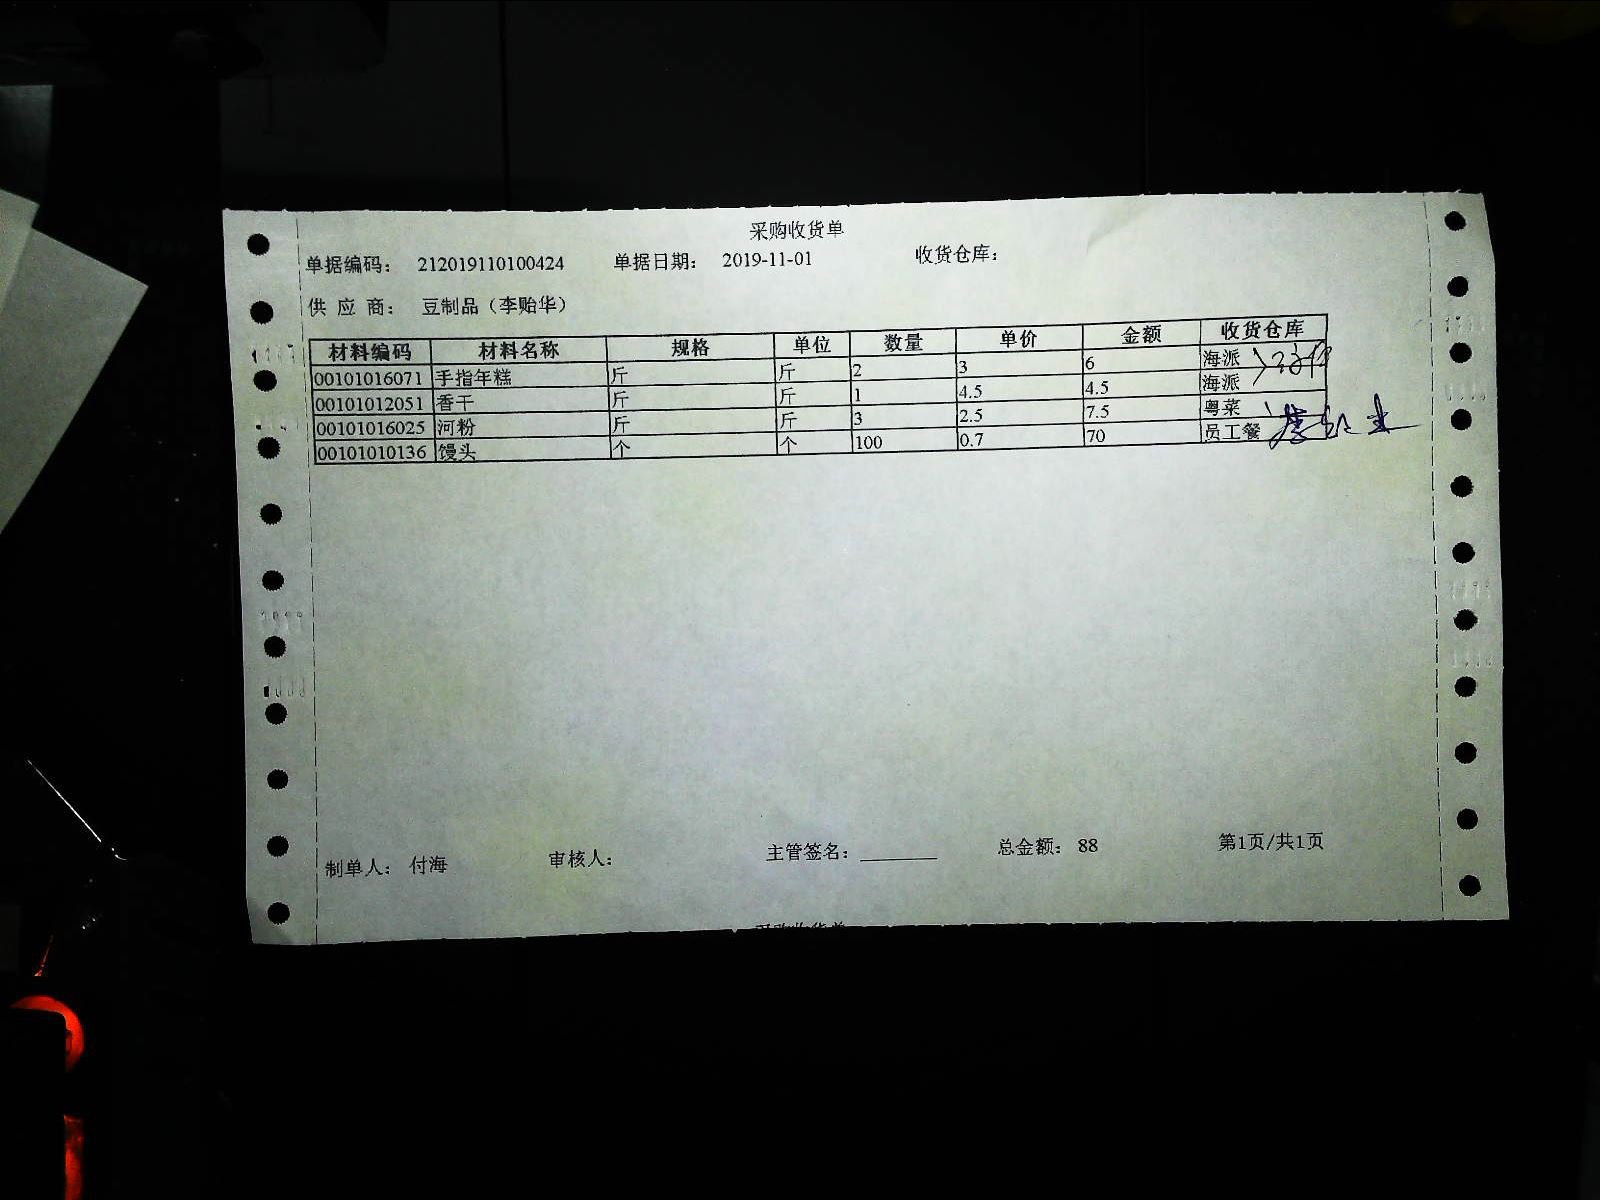 采购收货单
单据编码： 212019110100424 单据日期： 2019-11-01 收货仓库：
供 应 商： 豆制品（李贻华）
材料编码 材料名称 规格 单位 数量 单价 金额 收货仓库
00101016071 手指年糕 斤 斤 2 3 6 海派
00101012051 香干 斤 斤 1 4.5 4.5 海派
00101016025 河粉 斤 斤 3 2.5 7.5 粤菜
00101010136 馒头 个 个 100 0.7 70 员工餐
制单人： 付海 审核人： 主管签名： 总金额： 88 第1页/共1页